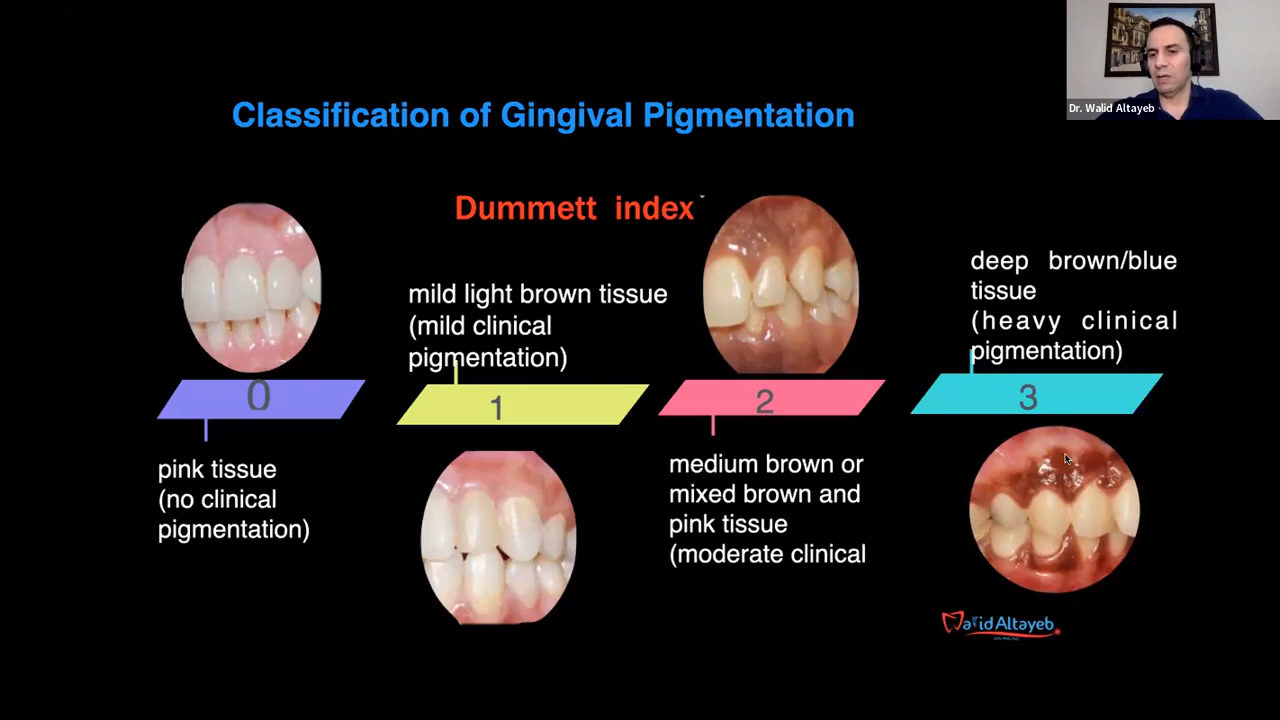 Dr. Walid Altayeb
Classification of Gingival Pigmentation
Dummett index
0
pink tissue
(no clinical
pigmentation)
mild light brown tissue
(mild clinical
pigmentation)
1
2
medium brown or
mixed brown and
pink tissue
(moderate clinical
deep brown/blue
tissue
(heavy clinical
pigmentation)
3
Walid Altayeb